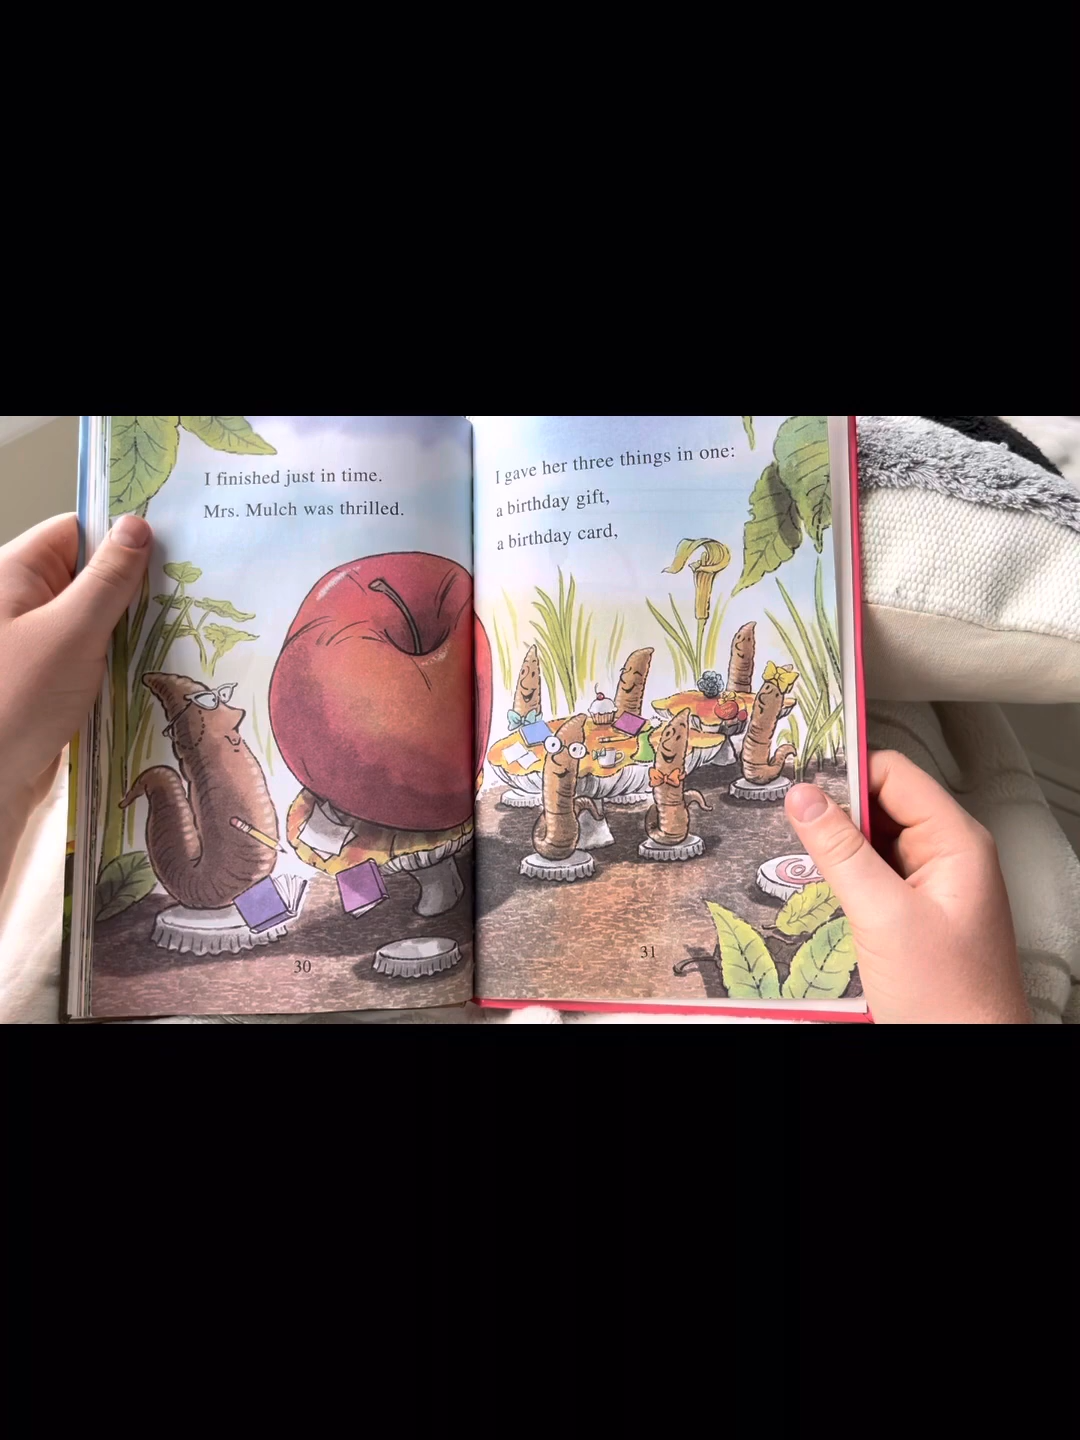 I finished just in time.
Mrs. Mulch was thrilled.
30
I gave her three things in one:
a birthday gift,
a birthday card,
31